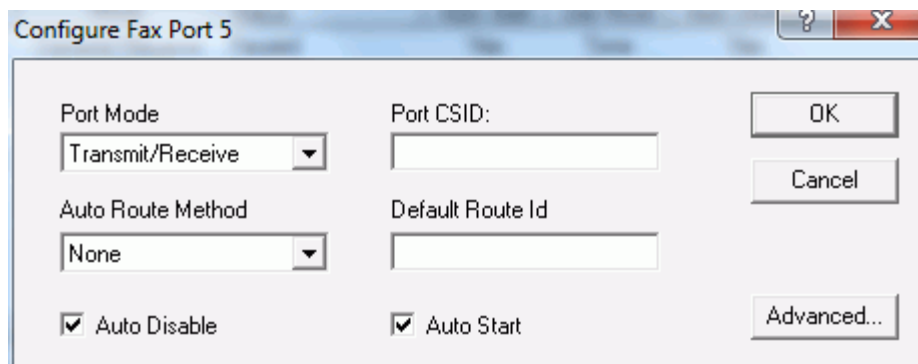 Configure Fax Port 5
Port Mode
Port CSID:
OK
Transmit/Receive
Cancel
Auto Route Method
Default Route Id
None
Auto Disable
Auto Start
Advanced...